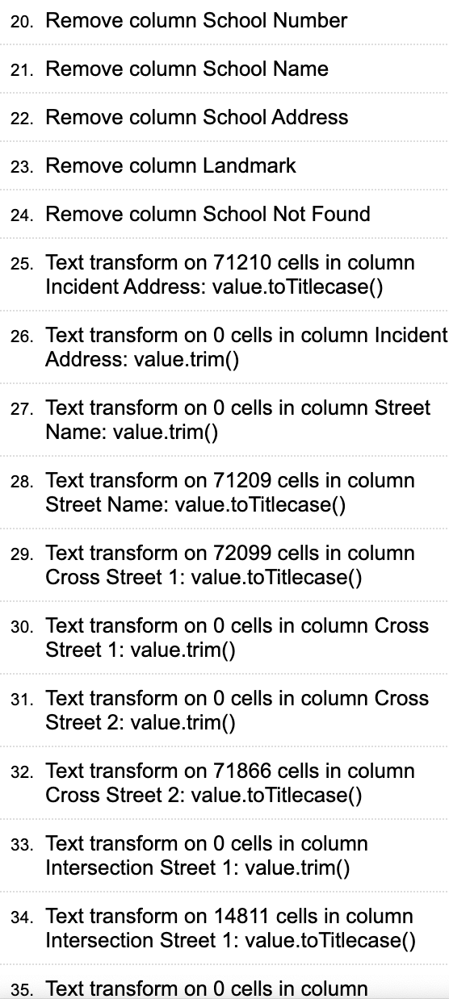 20. Remove column School Number
21. Remove column School Name
22. Remove column School Address
23. Remove column Landmark
24. Remove column School Not Found
25. Text transform on 71210 cells in column
Incident Address: value.toTitlecase()
26. Text transform on 0 cells in column Incident
Address: value.trim()
27. Text transform on 0 cells in column Street
Name: value.trim()
28. Text transform on 71209 cells in column
Street Name: value.toTitlecase()
29. Text transform on 72099 cells in column
Cross Street 1: value.toTitlecase()
30. Text transform on 0 cells in column Cross
Street 1: value.trim()
31. Text transform on 0 cells in column Cross
Street 2: value.trim()
32. Text transform on 71866 cells in column
Cross Street 2: value.toTitlecase()
33. Text transform on 0 cells in column
Intersection Street 1: value.trim()
34. Text transform on 14811 cells in column
Intersection Street 1: value.toTitlecase()
35. Text transform on 0 cells in column